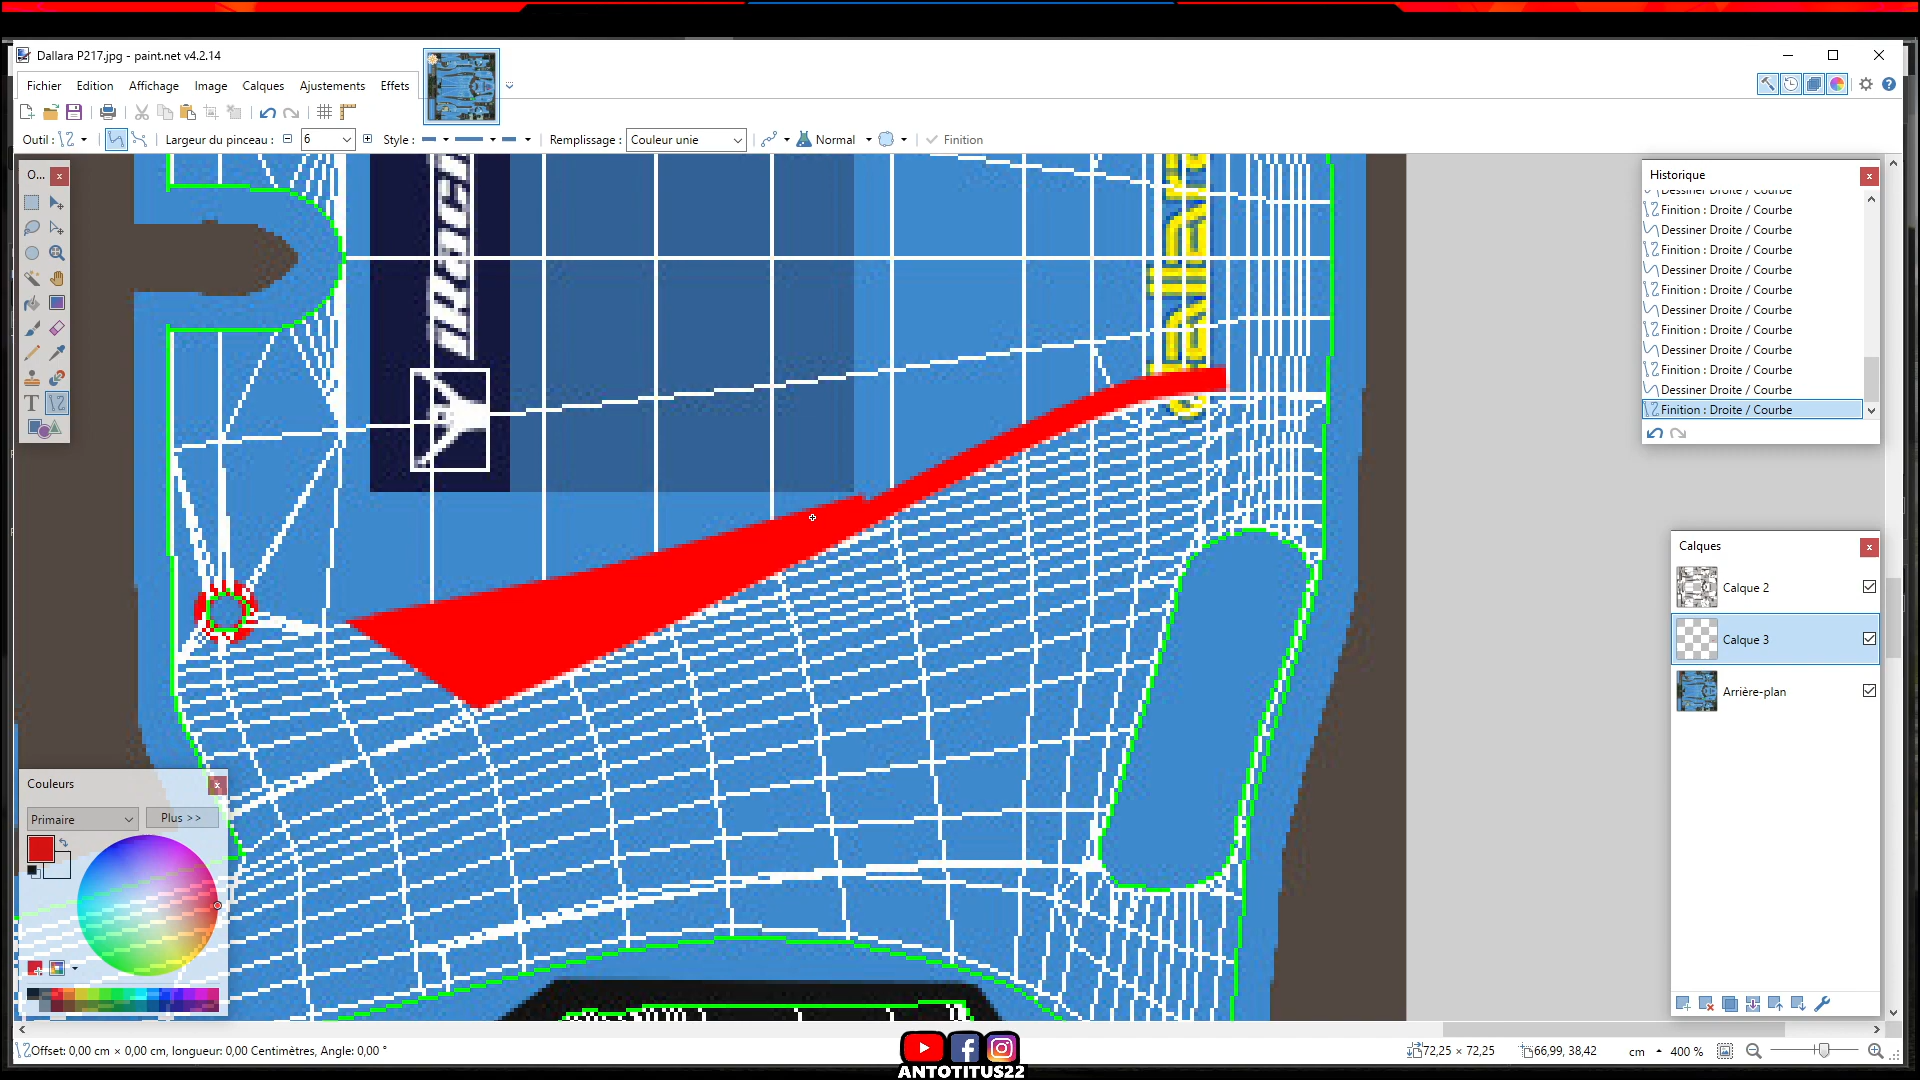 Dallara P217.jpg - paint.net v4.2.14
Fichier Edition Affichage Image Calques Ajustements Effets
Outil : Largeur du pinceau : 6 Style : Remplissage : Couleur unie Normal Finition
O...
Historique
Dessiner Droite / Courbe
Finition : Droite / Courbe
Dessiner Droite / Courbe
Finition : Droite / Courbe
Dessiner Droite / Courbe
Finition : Droite / Courbe
Dessiner Droite / Courbe
Finition : Droite / Courbe
Dessiner Droite / Courbe
Finition : Droite / Courbe
Dessiner Droite / Courbe
Finition : Droite / Courbe
Calques
Calque 2
Calque 3
Arrière-plan
Couleurs
Primaire
Plus >>
Offset: 0,00 cm × 0,00 cm, longueur: 0,00 Centimètres, Angle: 0,00 °
72,25 × 72,25
66,99, 38,42
cm
400 %
ANTOTITUS22